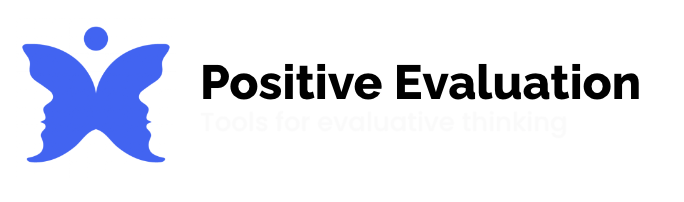 Positive Evaluation
Tools for evaluative thinking